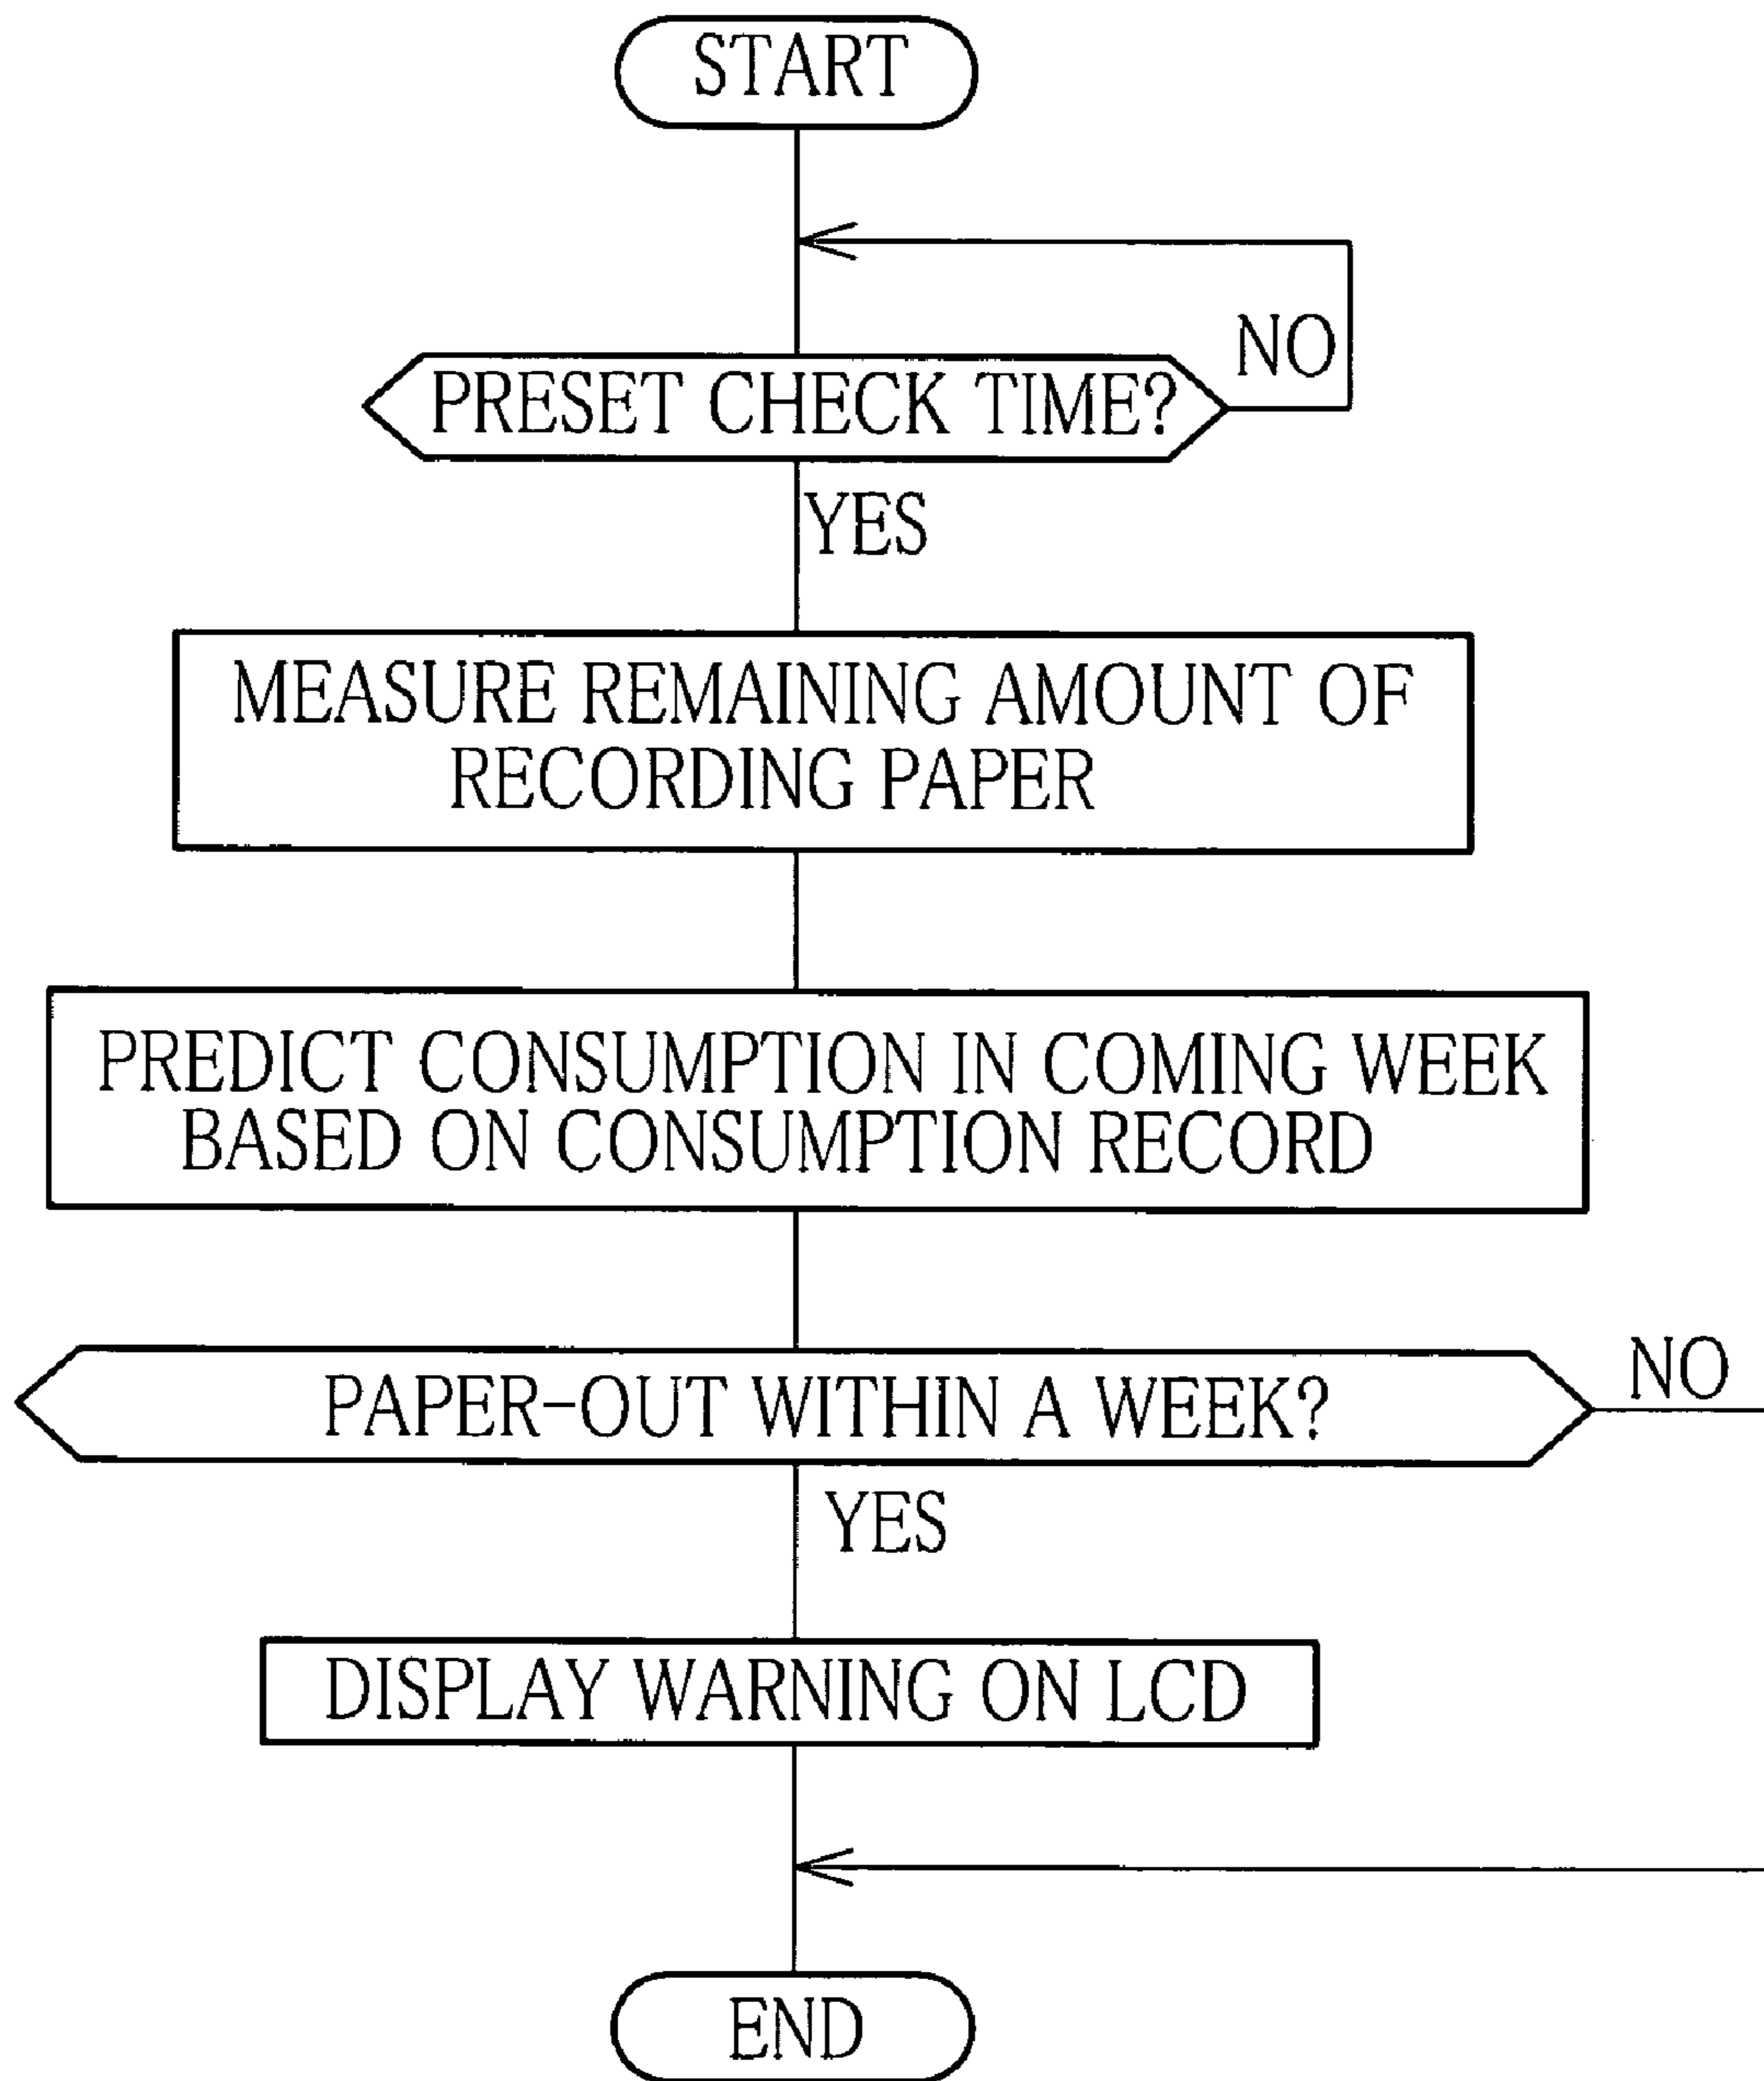 START
NO
PRESET CHECK TIME?
YES
MEASURE REMAINING AMOUNT OF
RECORDING PAPER
PREDICT CONSUMPTION IN COMING WEEK
BASED ON CONSUMPTION RECORD
NO
PAPER-OUT WITHIN A WEEK?
YES
DISPLAY WARNING ON LCD
END